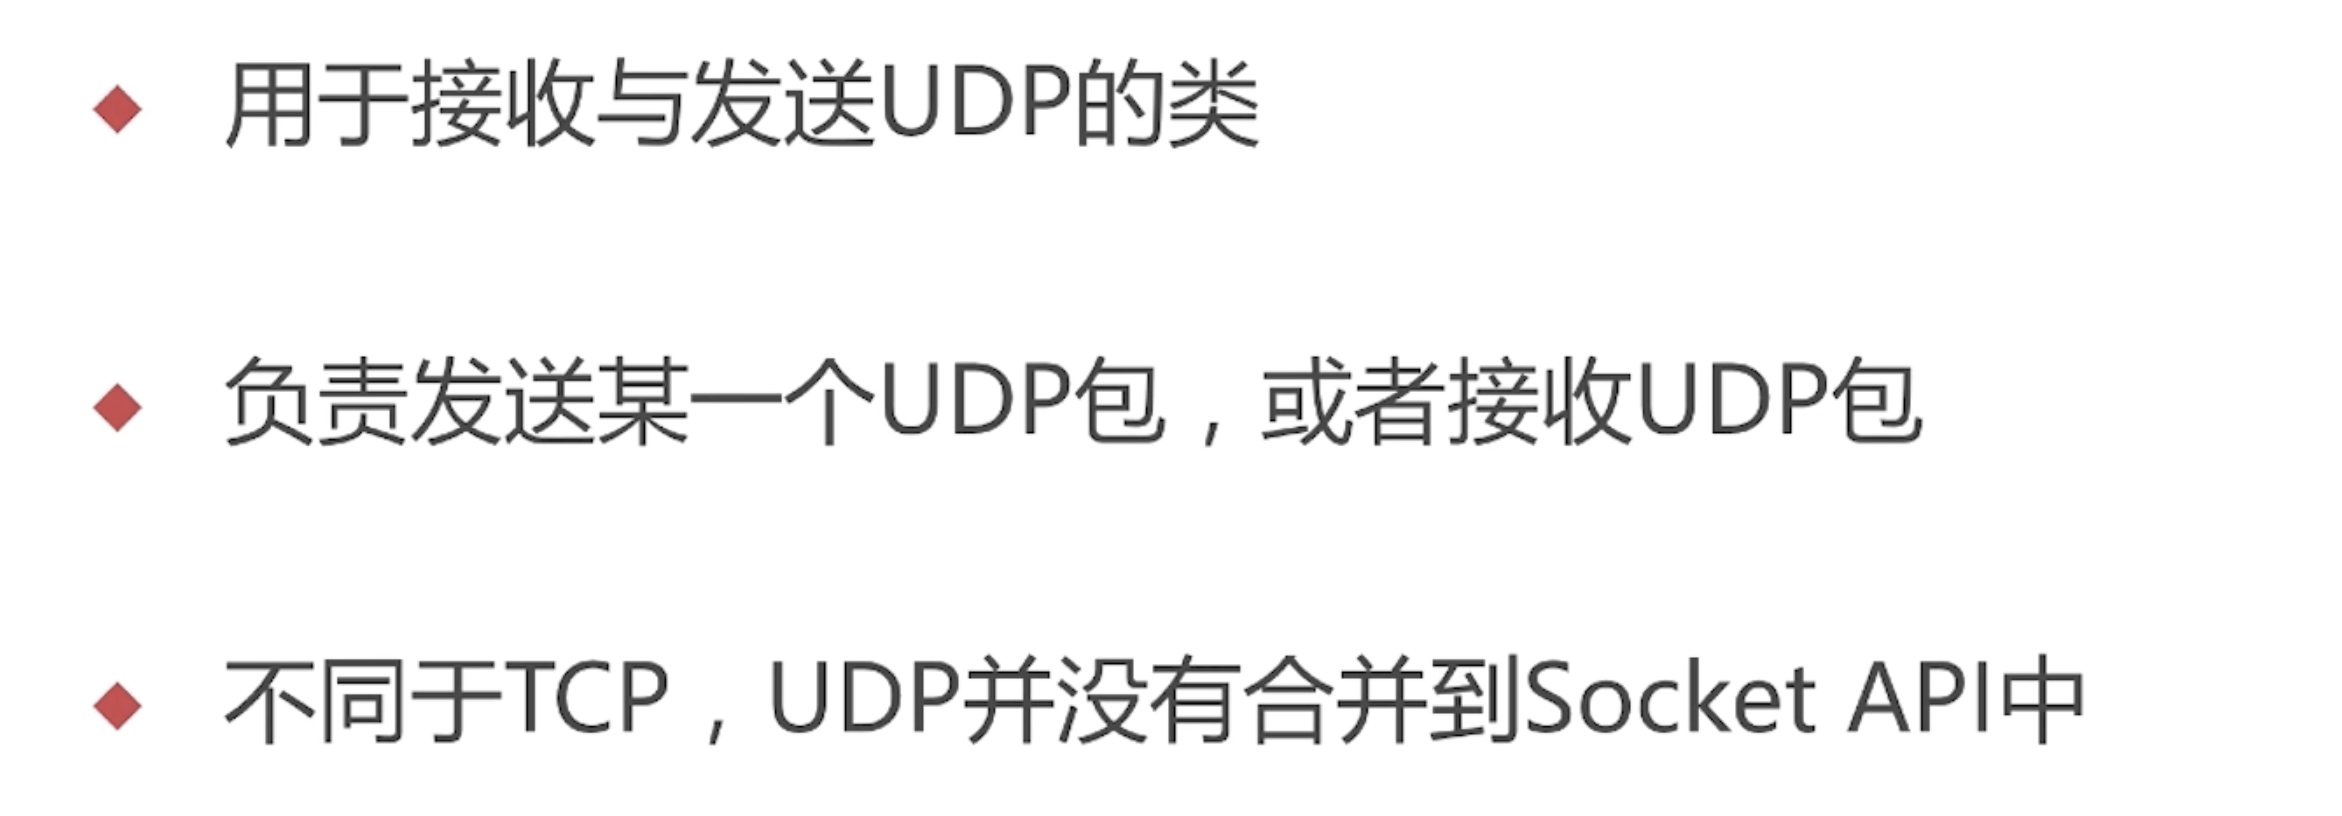 用于接收与发送UDP的类
负责发送某一个UDP包，或者接收UDP包
不同于TCP，UDP并没有合并到Socket API中